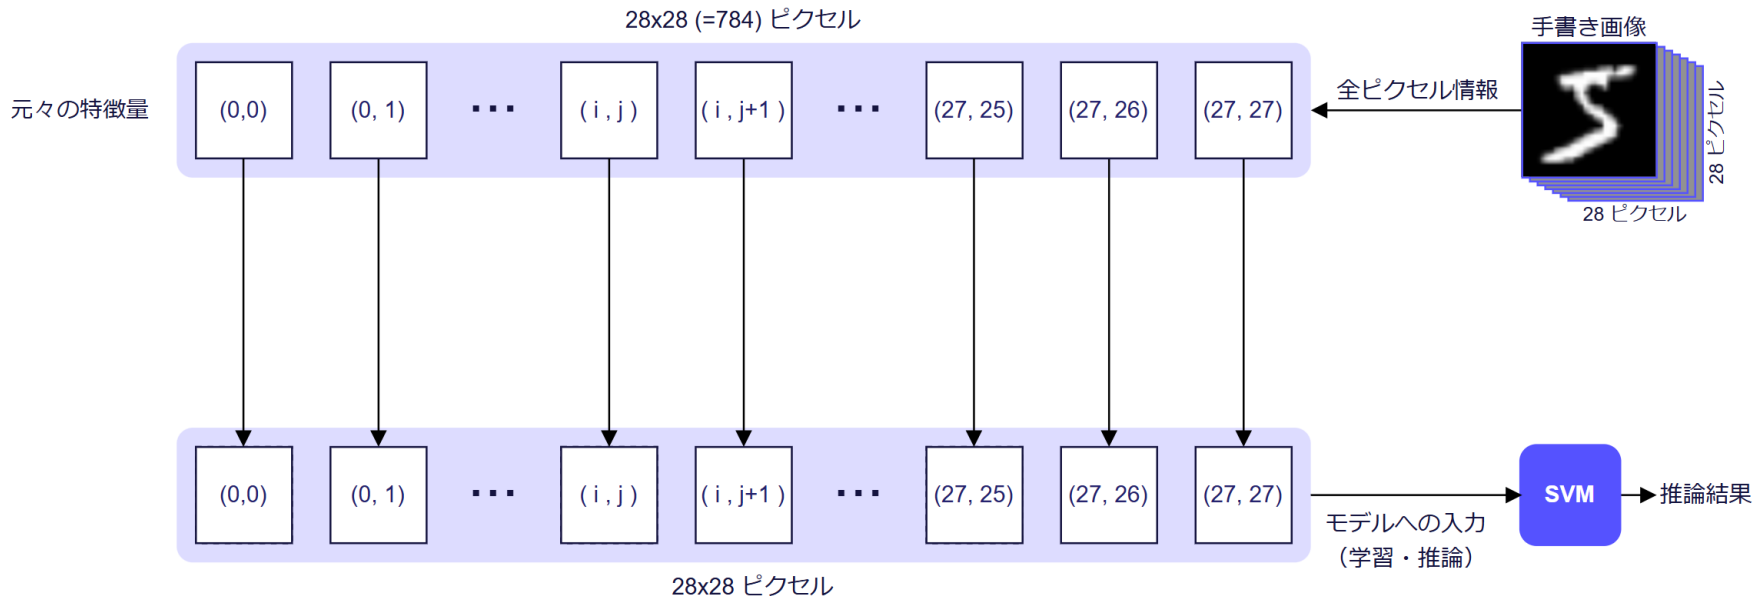 28x28 (=784) ピクセル
手書き画像
元々の特徴量
(0,0)
(0, 1)
...
( i , j )
( i , j+1 )
...
(27, 25)
(27, 26)
(27, 27)
全ピクセル情報
28 ピクセル
28 ピクセル
(0,0)
(0, 1)
...
( i , j )
( i , j+1 )
...
(27, 25)
(27, 26)
(27, 27)
モデルへの入力
（学習・推論）
SVM
推論結果
28x28 ピクセル